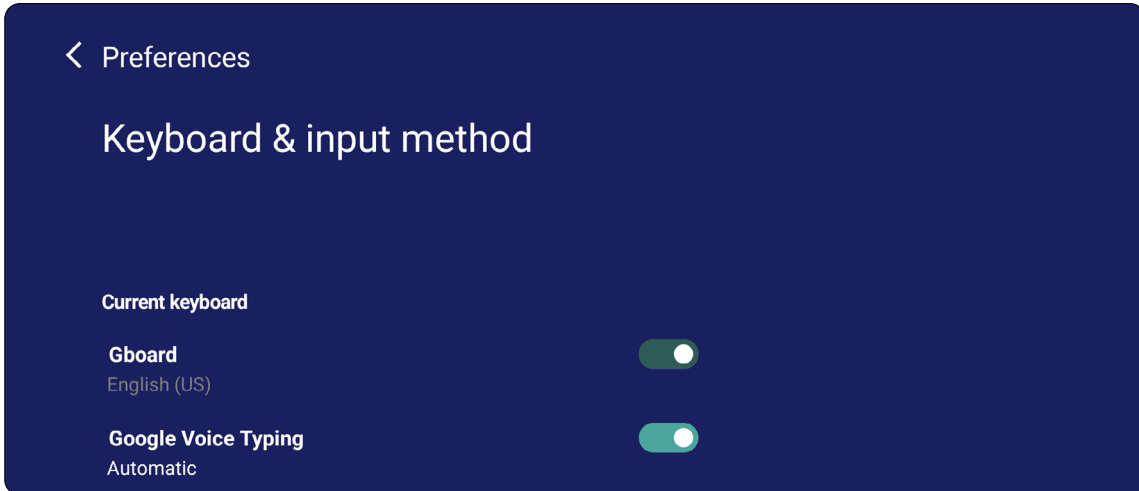 Preferences
Keyboard & input method
Current keyboard
Gboard
English (US)
Google Voice Typing
Automatic